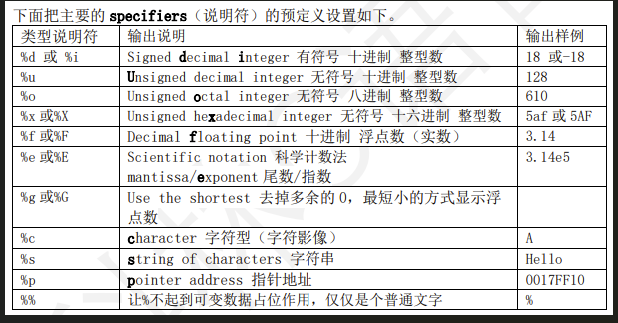 下面把主要的 specifiers（说明符）的预定义设置如下。
类型说明符 输出说明 输出样例
%d 或 %i Signed decimal integer 有符号 十进制 整型数 18 或-18
%u Unsigned decimal integer 无符号 十进制 整型数 128
%o Unsigned octal integer 无符号 八进制 整型数 610
%x 或%X Unsigned hexadecimal integer 无符号 十六进制 整型数 5af 或 5AF
%f 或%F Decimal floating point 十进制 浮点数（实数） 3.14
%e 或%E Scientific notation 科学计数法 3.14e5
mantissa/exponent 尾数/指数
%g 或%G Use the shortest 去掉多余的 0，最短小的方式显示浮
点数
%c character 字符型（字符影像） A
%s string of characters 字符串 Hello
%p pointer address 指针地址 0017FF10
%% 让%不起到可变数据占位作用，仅仅是个普通文字 %